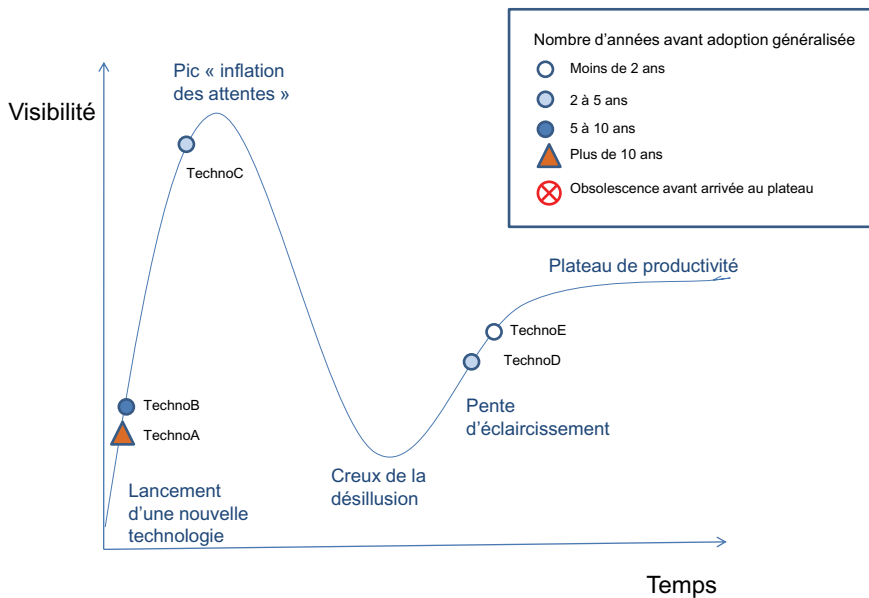 Nombre d’années avant adoption généralisée
Moins de 2 ans
2 à 5 ans
5 à 10 ans
Plus de 10 ans
Obsolescence avant arrivée au plateau
Pic « inflation
des attentes »
Visibilité
TechnoC
Plateau de productivité
TechnoE
TechnoD
TechnoB
TechnoA
Pente
d’éclaircissement
Creux de la
désillusion
Lancement
d’une nouvelle
technologie
Temps